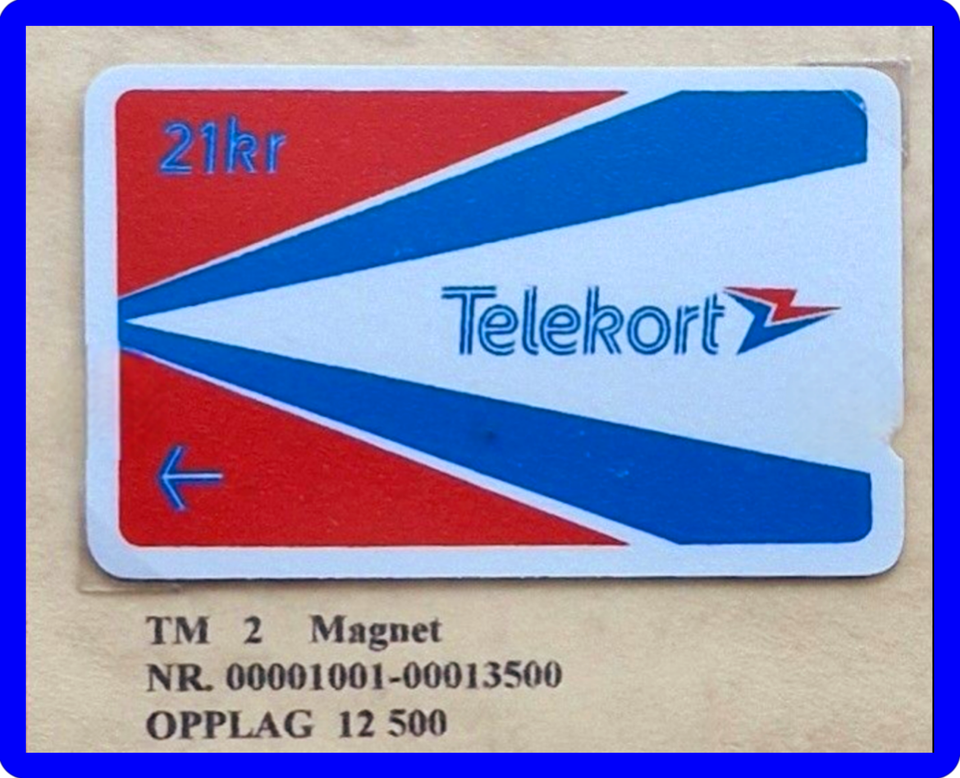 21kr
Telekort
TM 2 Magnet
NR. 00001001-00013500
OPPLAG 12 500